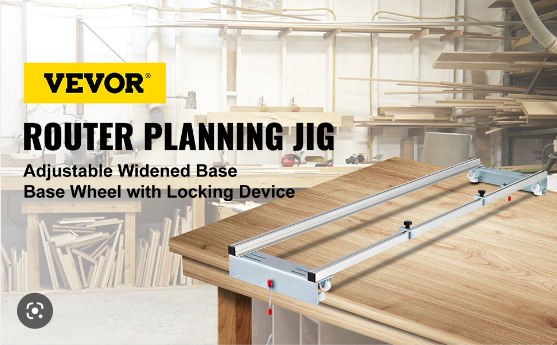 VEVOR®
ROUTER PLANNING JIG
Adjustable Widened Base
Base Wheel with Locking Device